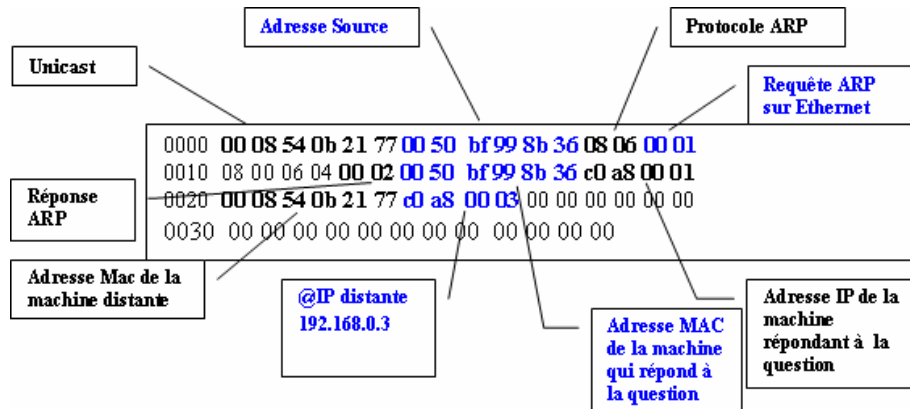 Adresse Source
Protocole ARP
Unicast
Requête ARP
sur Ethernet
0000 00 08 54 0b 21 77 00 50 bf 99 8b 36 08 06 00 01
0010 08 00 06 04 00 02 00 50 bf 99 8b 36 c0 a8 00 01
0020 00 08 54 0b 21 77 c0 a8 00 03 00 00 00 00 00 00
0030 00 00 00 00 00 00 00 00 00 00 00 00
Réponse
ARP
Adresse Mac de la
machine distante
@IP distante
192.168.0.3
Adresse MAC
de la machine
qui répond à
la question
Adresse IP de la
machine
répondant à la
question